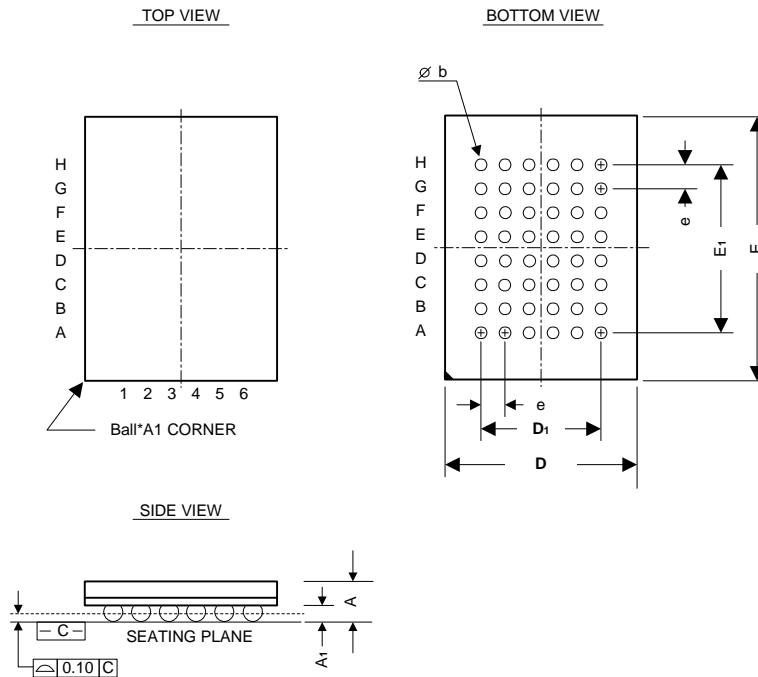 TOP VIEW
H
G
F
E
D
C
B
A
1 2 3 4 5 6
Ball*A1 CORNER
BOTTOM VIEW
⌀ b
H
G
F
E
D
C
B
A
e
E1
E
e
D1
D
SIDE VIEW
A
A1
– C –
SEATING PLANE
⌓ 0.10 C